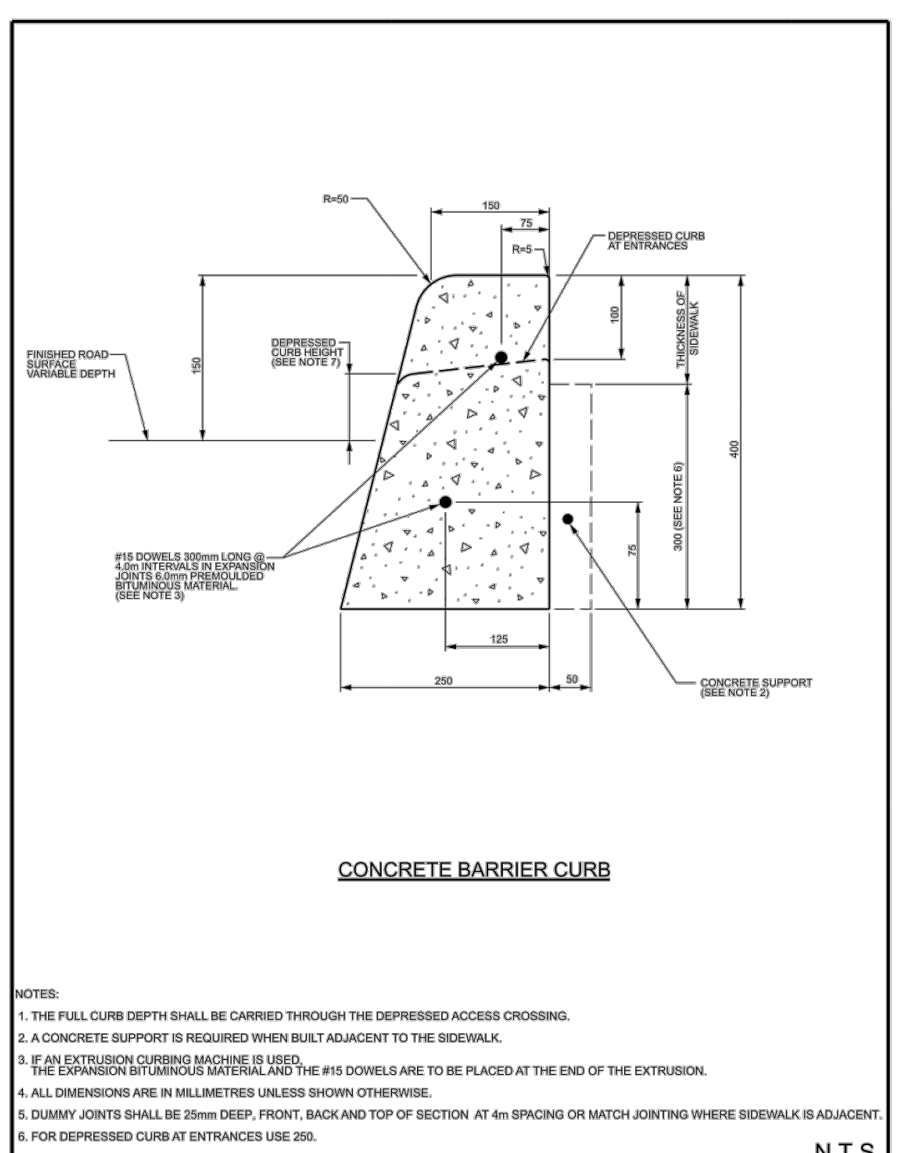 R=50
150
75
R=5
DEPRESSED CURB
AT ENTRANCES
150
FINISHED ROAD
SURFACE
VARIABLE DEPTH
DEPRESSED
CURB HEIGHT
(SEE NOTE 7)
100
THICKNESS OF
SIDEWALK
400
300 (SEE NOTE 6)
75
#15 DOWELS 300mm LONG @
4.0m INTERVALS IN EXPANSION
JOINTS 6.0mm PREMOULDED
BITUMINOUS MATERIAL.
(SEE NOTE 3)
125
250
50
CONCRETE SUPPORT
(SEE NOTE 2)
CONCRETE BARRIER CURB
NOTES:
1. THE FULL CURB DEPTH SHALL BE CARRIED THROUGH THE DEPRESSED ACCESS CROSSING.
2. A CONCRETE SUPPORT IS REQUIRED WHEN BUILT ADJACENT TO THE SIDEWALK.
3. IF AN EXTRUSION CURBING MACHINE IS USED,
THE EXPANSION BITUMINOUS MATERIAL AND THE #15 DOWELS ARE TO BE PLACED AT THE END OF THE EXTRUSION.
4. ALL DIMENSIONS ARE IN MILLIMETRES UNLESS SHOWN OTHERWISE.
5. DUMMY JOINTS SHALL BE 25mm DEEP, FRONT, BACK AND TOP OF SECTION AT 4m SPACING OR MATCH JOINTING WHERE SIDEWALK IS ADJACENT.
6. FOR DEPRESSED CURB AT ENTRANCES USE 250.
N.T.S.